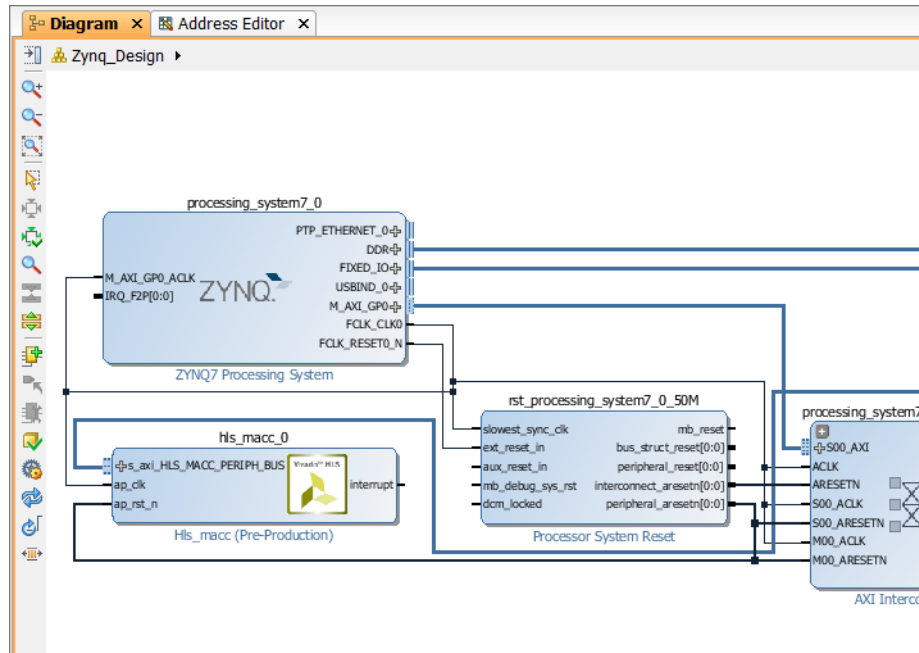 Diagram × Address Editor ×
Zynq_Design
processing_system7_0
PTP_ETHERNET_0
DDR
FIXED_IO
USBIND_0
M_AXI_GP0
FCLK_CLK0
FCLK_RESET0_N
M_AXI_GP0_ACLK
IRQ_F2P[0:0]
ZYNQ.
ZYNQ7 Processing System
hls_macc_0
s_axi_HLS_MACC_PERIPH_BUS
ap_clk
ap_rst_n
Vivado™ HLS
interrupt
Hls_macc (Pre-Production)
rst_processing_system7_0_50M
slowest_sync_clk
ext_reset_in
aux_reset_in
mb_debug_sys_rst
dcm_locked
mb_reset
bus_struct_reset[0:0]
peripheral_reset[0:0]
interconnect_aresetn[0:0]
peripheral_aresetn[0:0]
Processor System Reset
processing_system7
S00_AXI
ACLK
ARESETN
S00_ACLK
S00_ARESETN
M00_ACLK
M00_ARESETN
AXI Interco